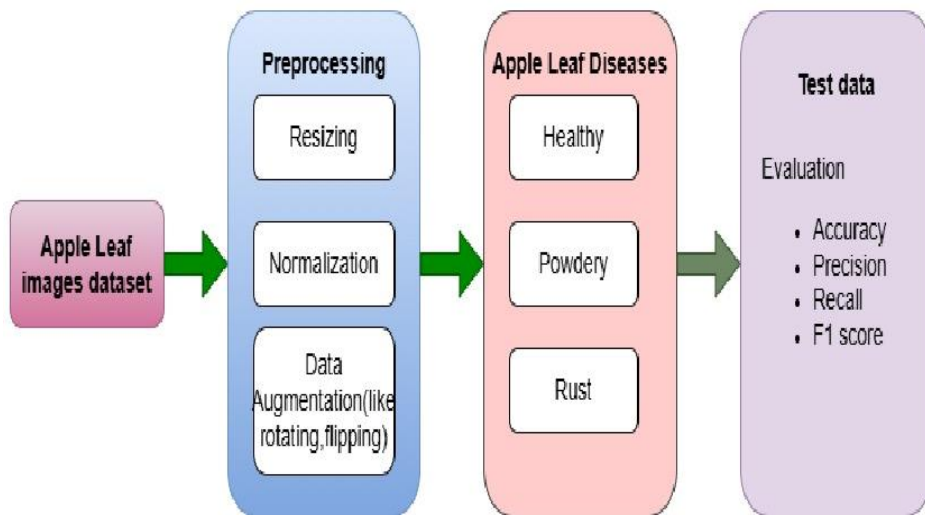 Apple Leaf
images dataset
Preprocessing
Resizing
Normalization
Data
Augmentation(like
rotating,flipping)
Apple Leaf Diseases
Healthy
Powdery
Rust
Test data
Evaluation
• Accuracy
• Precision
• Recall
• F1 score